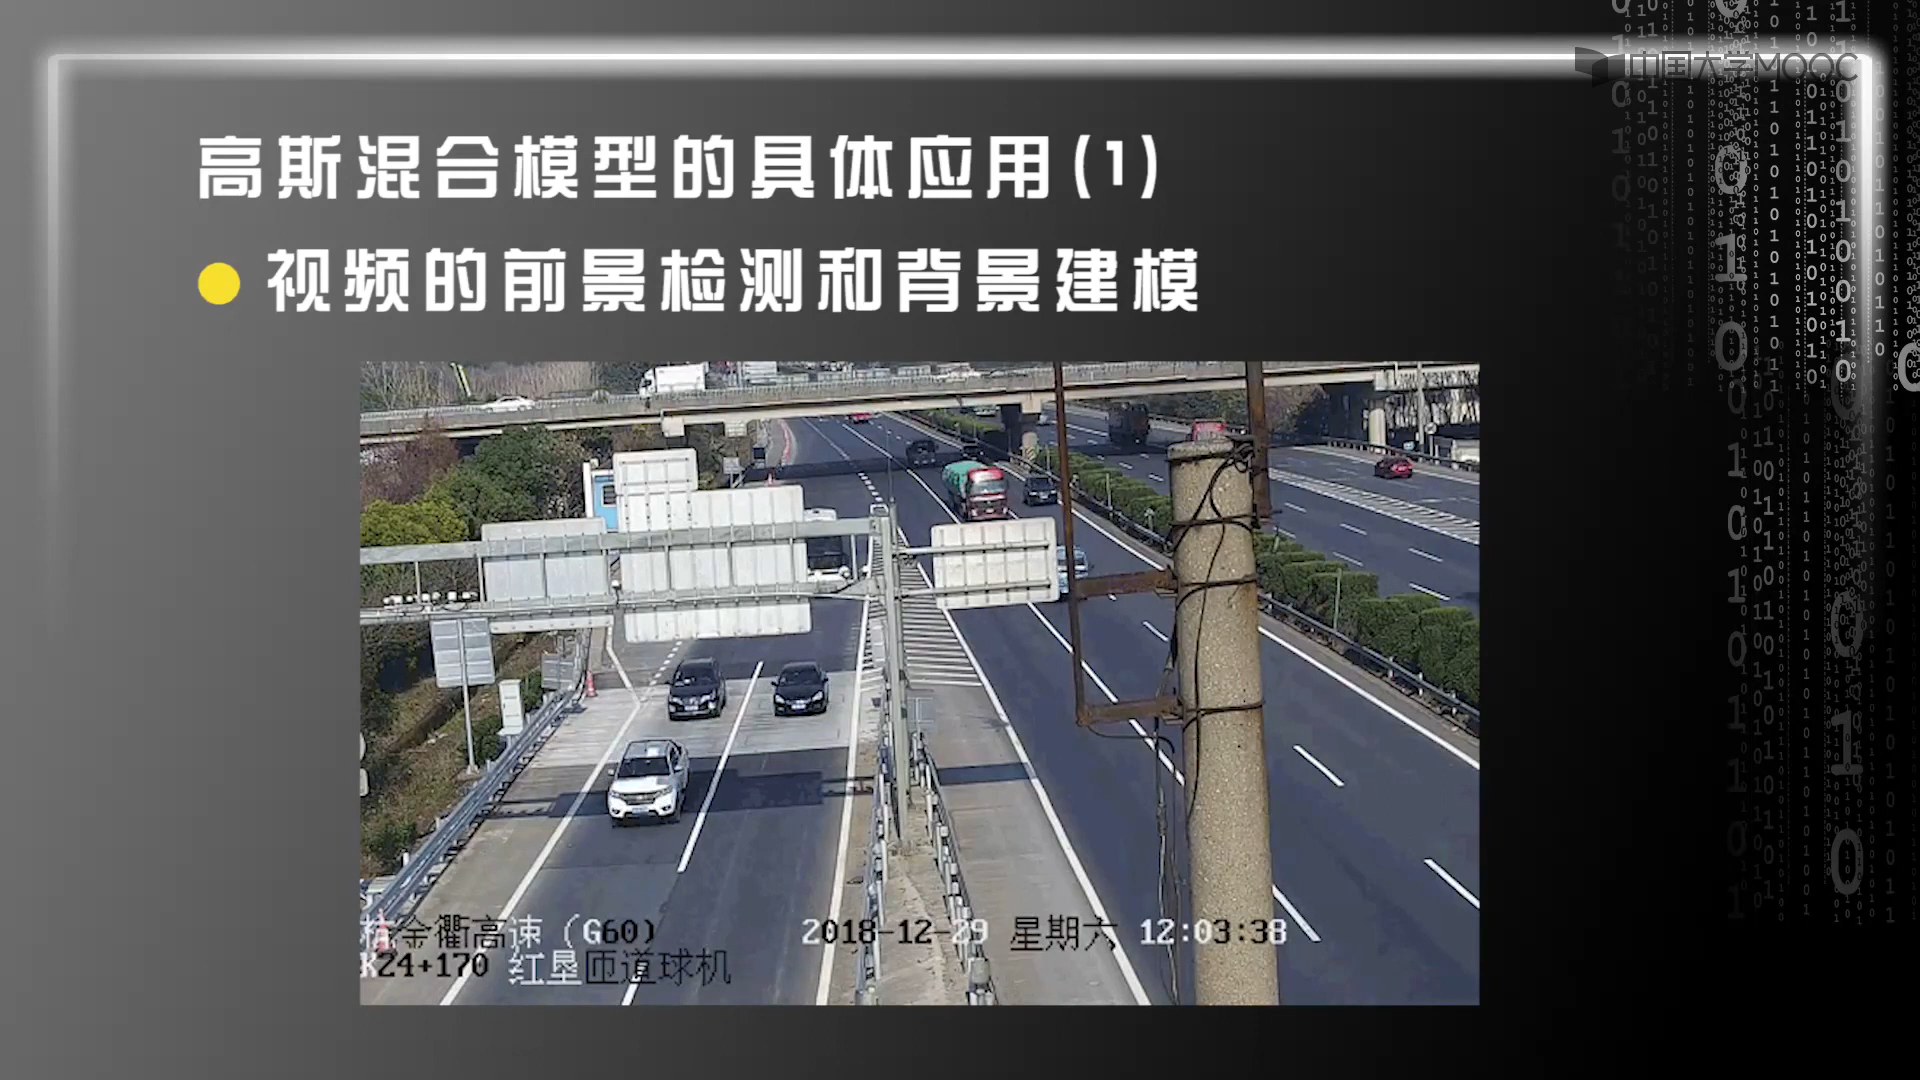 中国大学MOOC
高斯混合模型的具体应用(1)
视频的前景检测和背景建模
杭金衢高速（G60） 2018-12-29 星期六 12:03:38
K24+170 红垦匝道球机